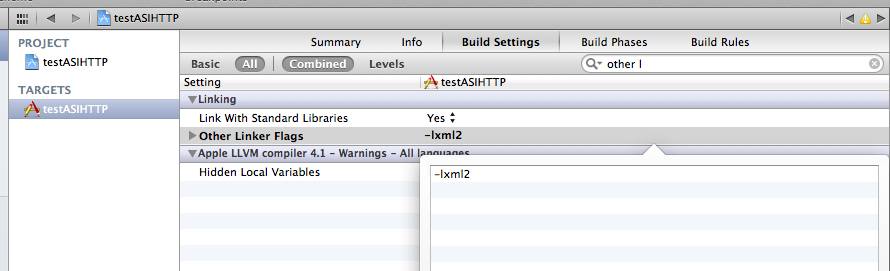 testASIHTTP
PROJECT
testASIHTTP
TARGETS
testASIHTTP
Summary Info Build Settings Build Phases Build Rules
Basic All Combined Levels other l
Setting testASIHTTP
Linking
Link With Standard Libraries Yes
Other Linker Flags -lxml2
Apple LLVM compiler 4.1 - Warnings - All languages
Hidden Local Variables
-lxml2